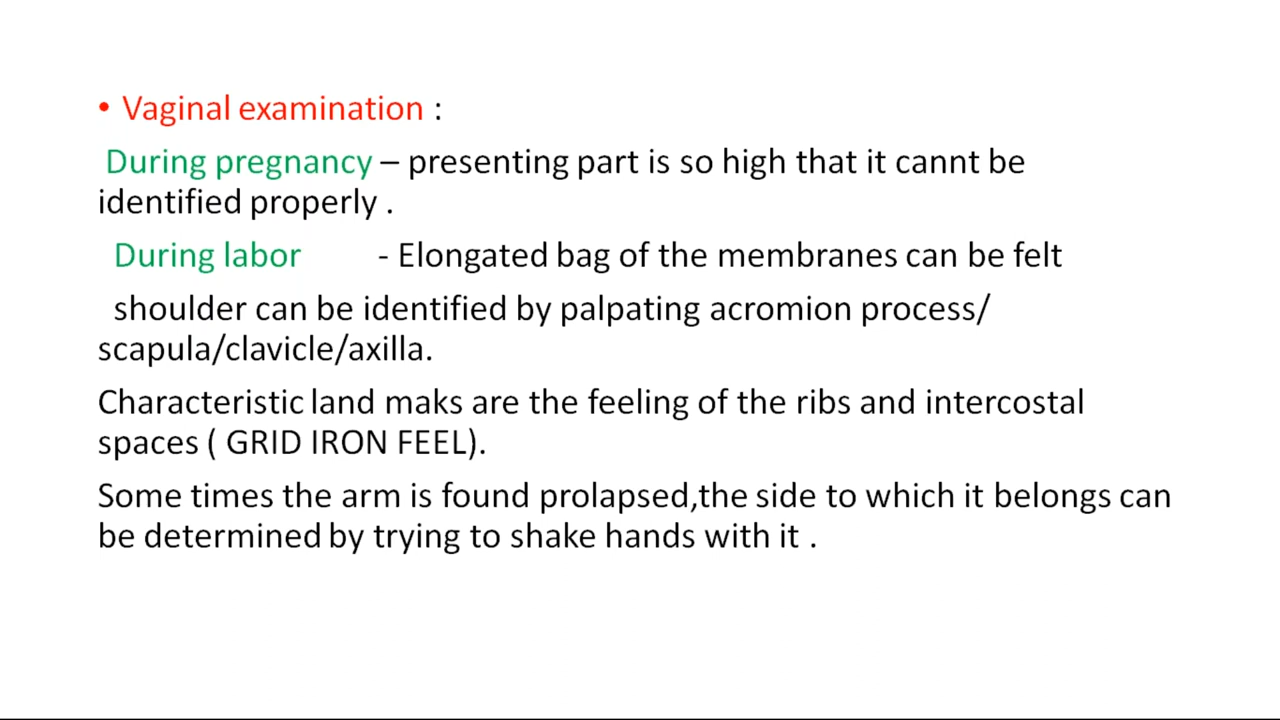 • Vaginal examination :
During pregnancy – presenting part is so high that it cannt be
identified properly .
During labor - Elongated bag of the membranes can be felt
shoulder can be identified by palpating acromion process/
scapula/clavicle/axilla.
Characteristic land maks are the feeling of the ribs and intercostal
spaces ( GRID IRON FEEL).
Some times the arm is found prolapsed,the side to which it belongs can
be determined by trying to shake hands with it .